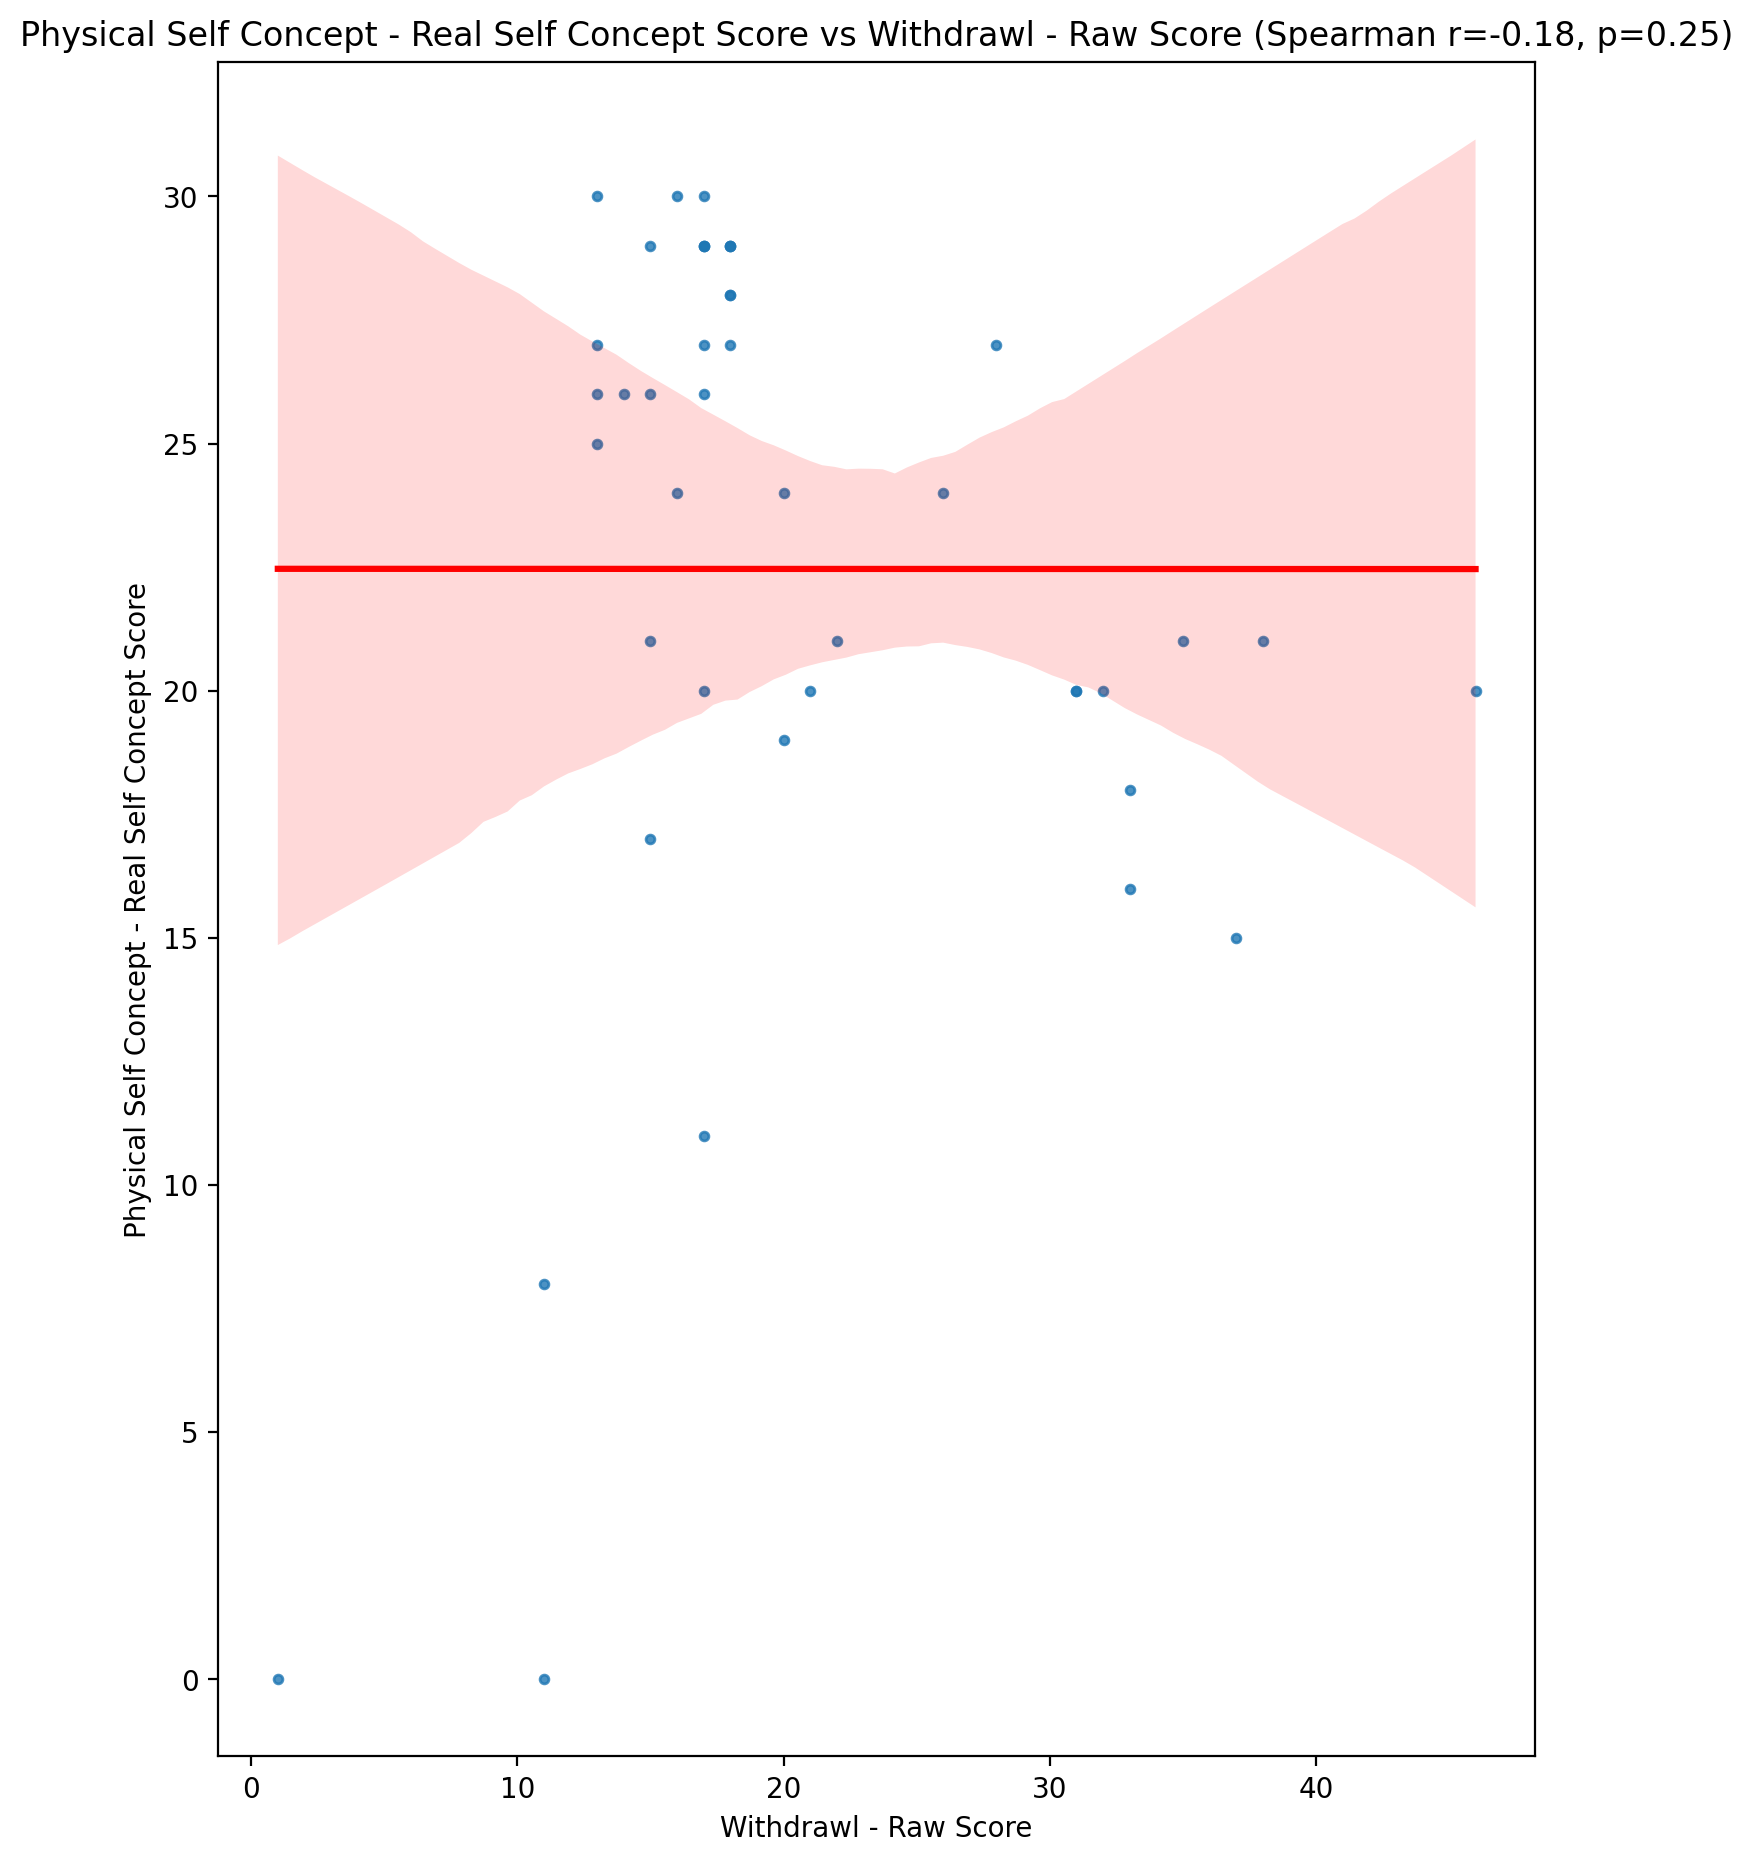 Physical Self Concept - Real Self Concept Score vs Withdrawl - Raw Score (Spearman r=-0.18, p=0.25)
Physical Self Concept - Real Self Concept Score
30
25
20
15
10
5
0
0 10 20 30 40
Withdrawl - Raw Score